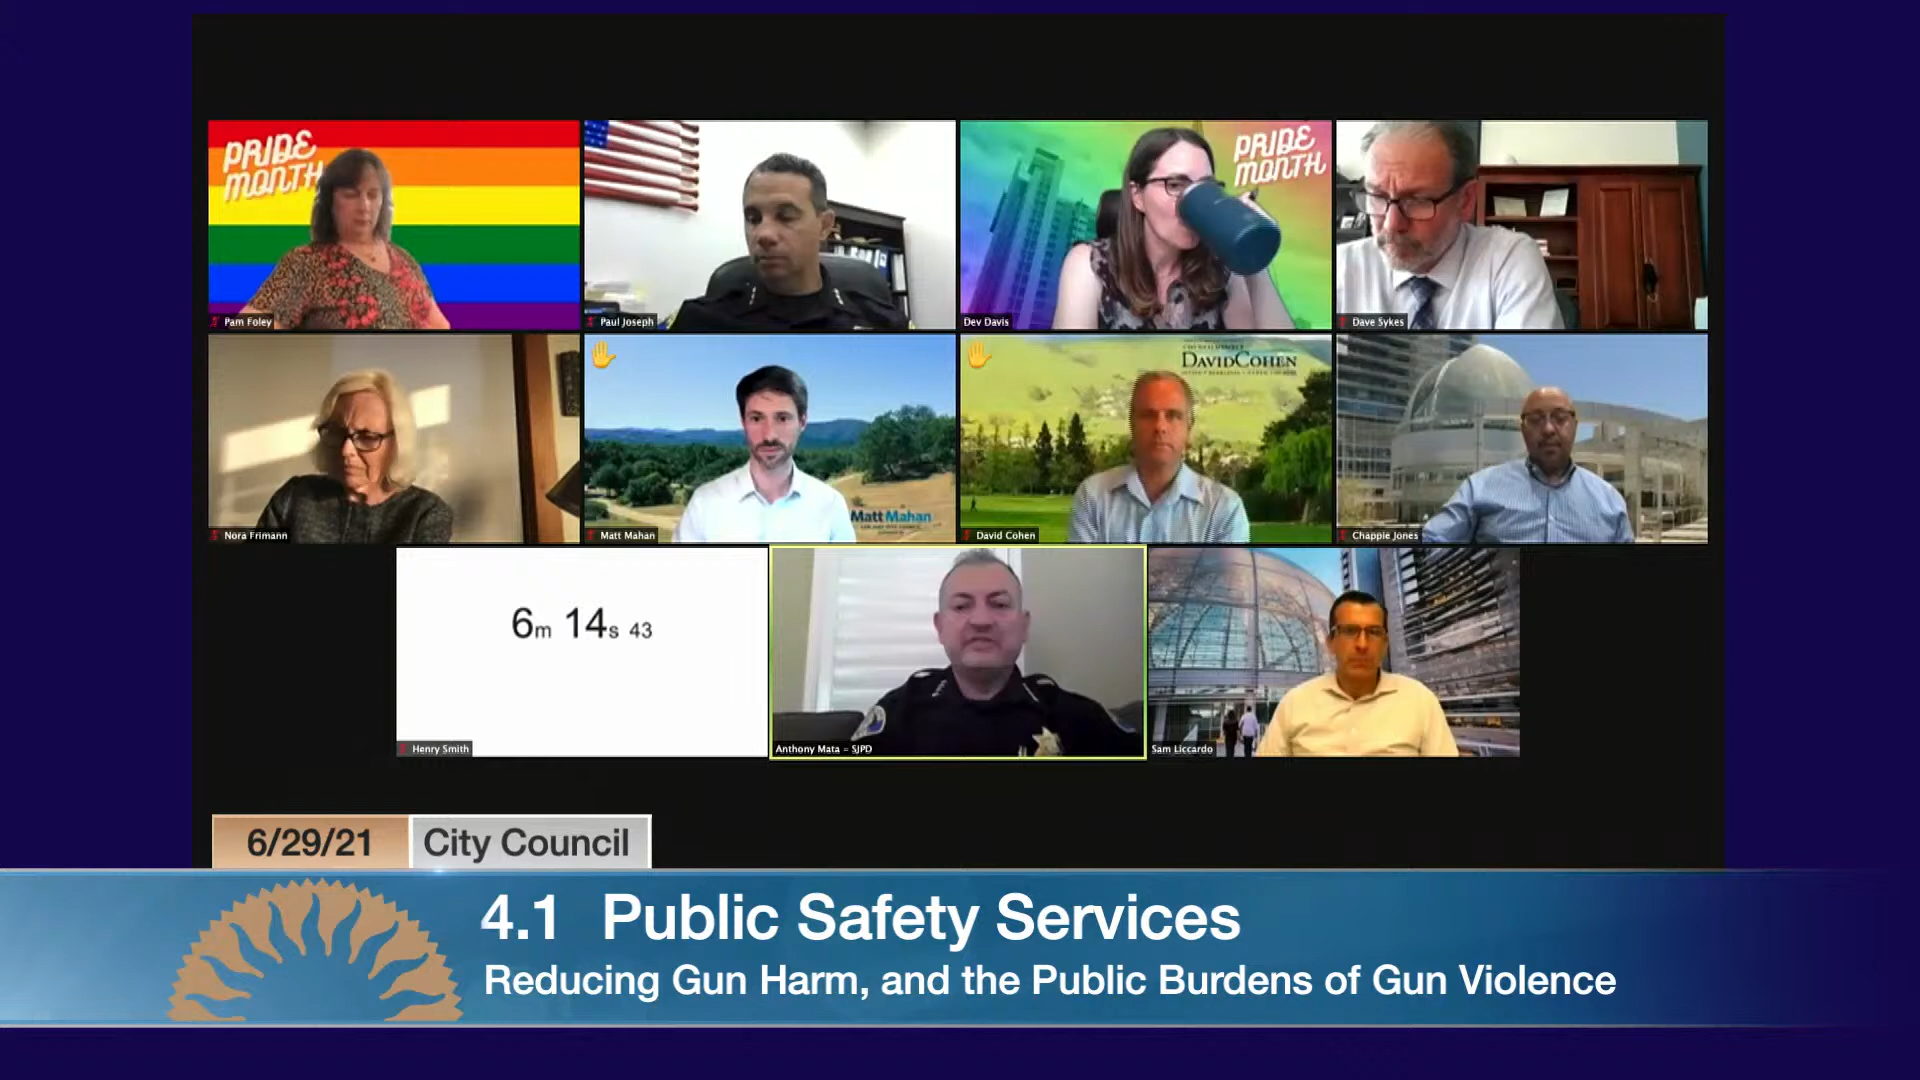 PRIDE
MONTH
Pam Foley
Paul Joseph
PRIDE
MONTH
Dev Davis
Dave Sykes
Nora Frimann
Matt Mahan
Matt Mahan
DAVID COHEN
David Cohen
Chappie Jones
6m 14s 43
Henry Smith
Anthony Mata = SJPD
Sam Liccardo
6/29/21 City Council
4.1 Public Safety Services
Reducing Gun Harm, and the Public Burdens of Gun Violence